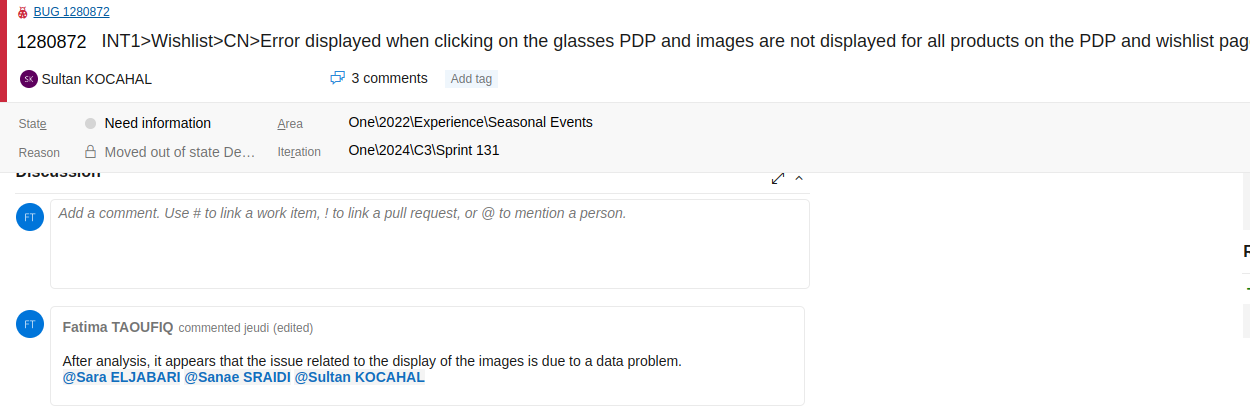 BUG 1280872
1280872 INT1>Wishlist>CN>Error displayed when clicking on the glasses PDP and images are not displayed for all products on the PDP and wishlist pag
SK Sultan KOCAHAL 3 comments Add tag
State Need information Area One\2022\Experience\Seasonal Events
Reason Moved out of state De… Iteration One\2024\C3\Sprint 131
Discussion
FT Add a comment. Use # to link a work item, ! to link a pull request, or @ to mention a person.
FT Fatima TAOUFIQ commented jeudi (edited)
After analysis, it appears that the issue related to the display of the images is due to a data problem.
@Sara ELJABARI @Sanae SRAIDI @Sultan KOCAHAL